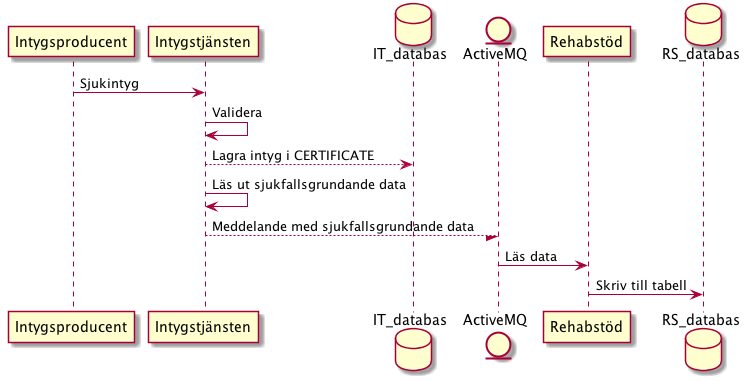 Intygsproducent
Intygstjänsten
IT_databas
ActiveMQ
Rehabstöd
RS_databas
Sjukintyg
Validera
Lagra intyg i CERTIFICATE
Läs ut sjukfallsgrundande data
Meddelande med sjukfallsgrundande data
Läs data
Skriv till tabell
Intygsproducent
Intygstjänsten
IT_databas
ActiveMQ
Rehabstöd
RS_databas